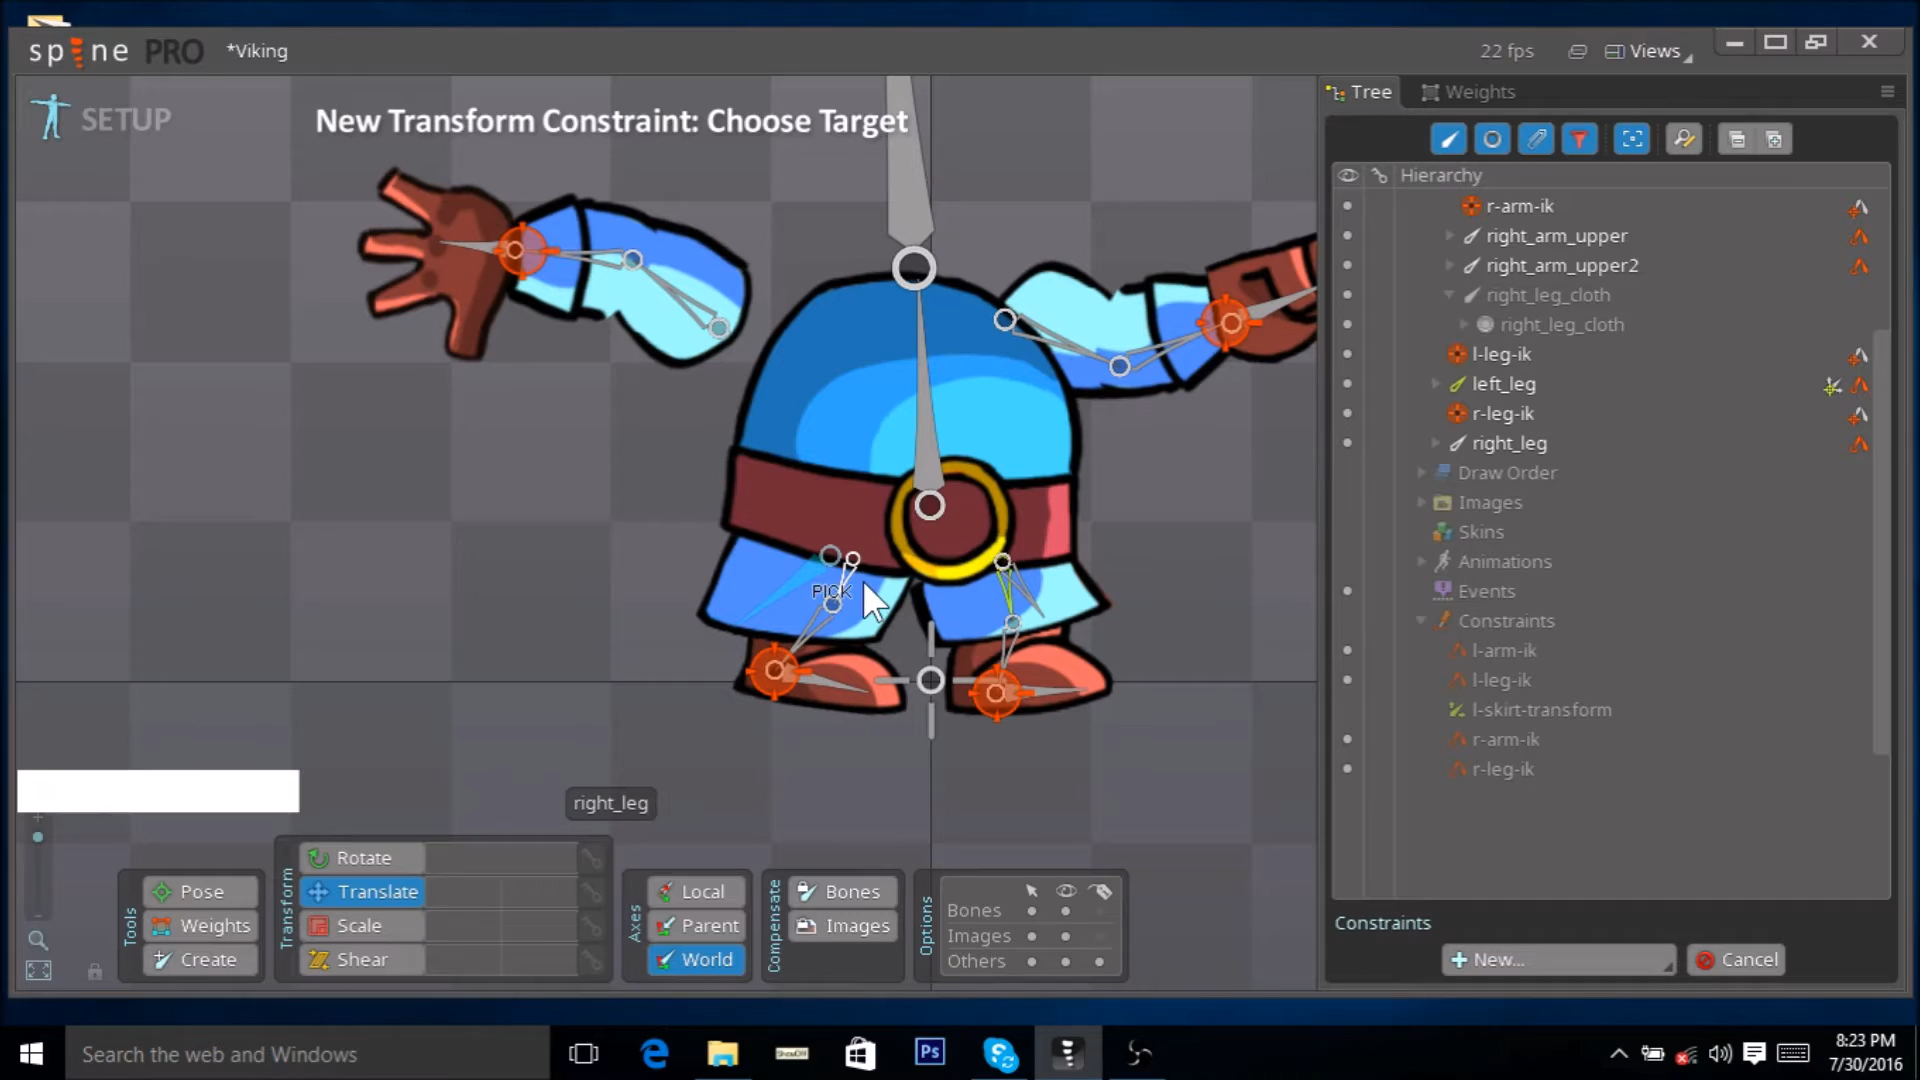 spine PRO *Viking
22 fps
Views
SETUP
New Transform Constraint: Choose Target
Tree
Weights
Hierarchy
r-arm-ik
right_arm_upper
right_arm_upper2
right_leg_cloth
right_leg_cloth
l-leg-ik
left_leg
r-leg-ik
right_leg
Draw Order
Images
Skins
Animations
Events
Constraints
l-arm-ik
l-leg-ik
l-skirt-transform
r-arm-ik
r-leg-ik
Constraints
New...
Cancel
PICK
right_leg
Tools
Pose
Weights
Create
Transform
Rotate
Translate
Scale
Shear
Axes
Local
Parent
World
Compensate
Bones
Images
Options
Bones
Images
Others
Search the web and Windows
Ps
8:23 PM
7/30/2016